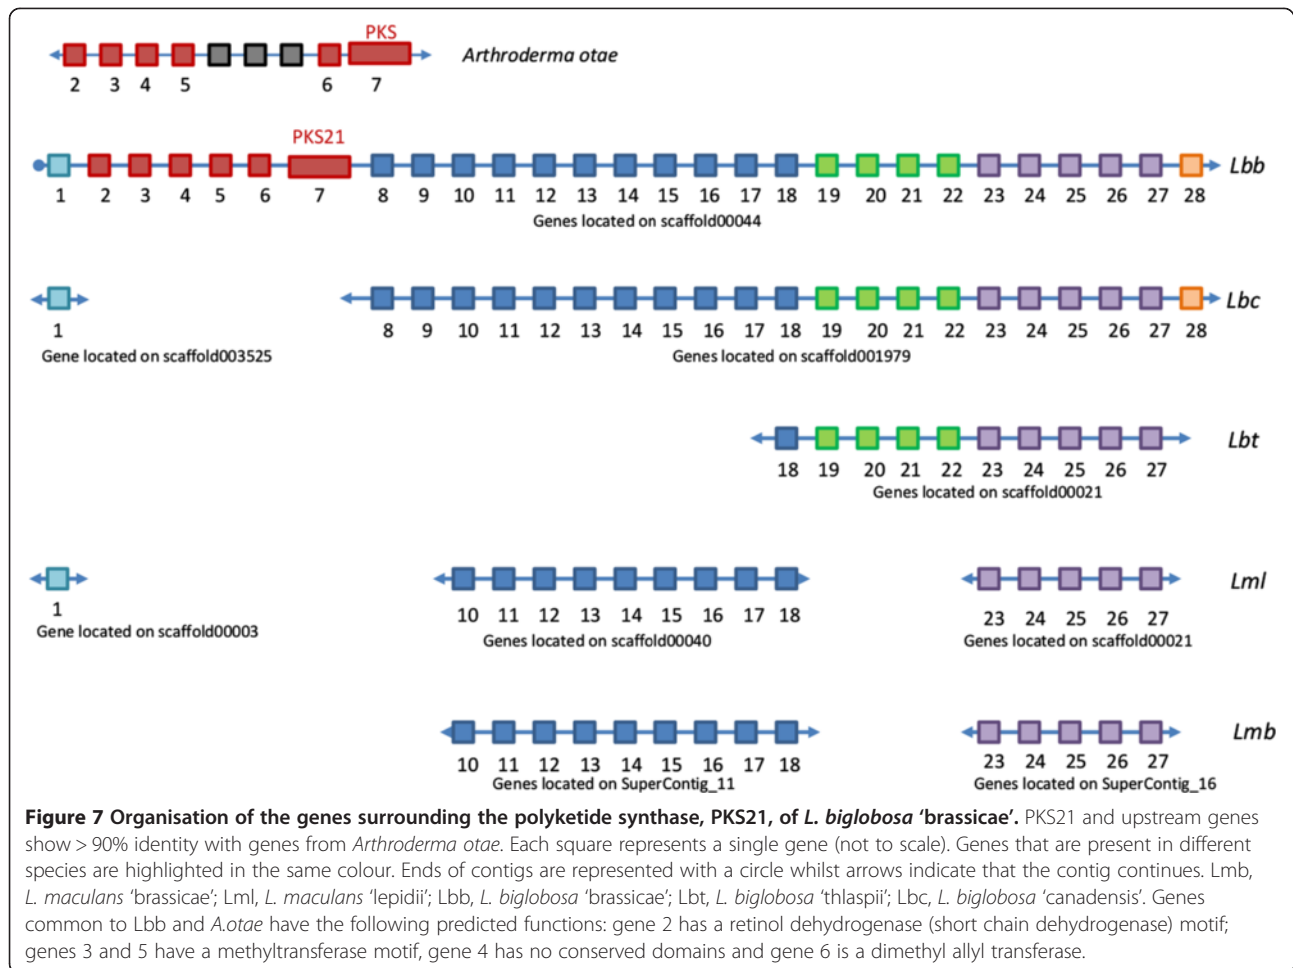 PKS
Arthroderma otae
2 3 4 5 6 7
PKS21
Lbb
1 2 3 4 5 6 7 8 9 10 11 12 13 14 15 16 17 18 19 20 21 22 23 24 25 26 27 28
Genes located on scaffold00044
Lbc
1 8 9 10 11 12 13 14 15 16 17 18 19 20 21 22 23 24 25 26 27 28
Gene located on scaffold003525 Genes located on scaffold001979
Lbt
18 19 20 21 22 23 24 25 26 27
Genes located on scaffold00021
Lml
1 10 11 12 13 14 15 16 17 18 23 24 25 26 27
Gene located on scaffold00003 Genes located on scaffold00040 Genes located on scaffold00021
Lmb
10 11 12 13 14 15 16 17 18 23 24 25 26 27
Genes located on SuperContig_11 Genes located on SuperContig_16
Figure 7 Organisation of the genes surrounding the polyketide synthase, PKS21, of L. biglobosa ‘brassicae’. PKS21 and upstream genes
show > 90% identity with genes from Arthroderma otae. Each square represents a single gene (not to scale). Genes that are present in different
species are highlighted in the same colour. Ends of contigs are represented with a circle whilst arrows indicate that the contig continues. Lmb,
L. maculans ‘brassicae’; Lml, L. maculans ‘lepidii’; Lbb, L. biglobosa ‘brassicae’; Lbt, L. biglobosa ‘thlaspii’; Lbc, L. biglobosa ‘canadensis’. Genes
common to Lbb and A.otae have the following predicted functions: gene 2 has a retinol dehydrogenase (short chain dehydrogenase) motif;
genes 3 and 5 have a methyltransferase motif, gene 4 has no conserved domains and gene 6 is a dimethyl allyl transferase.